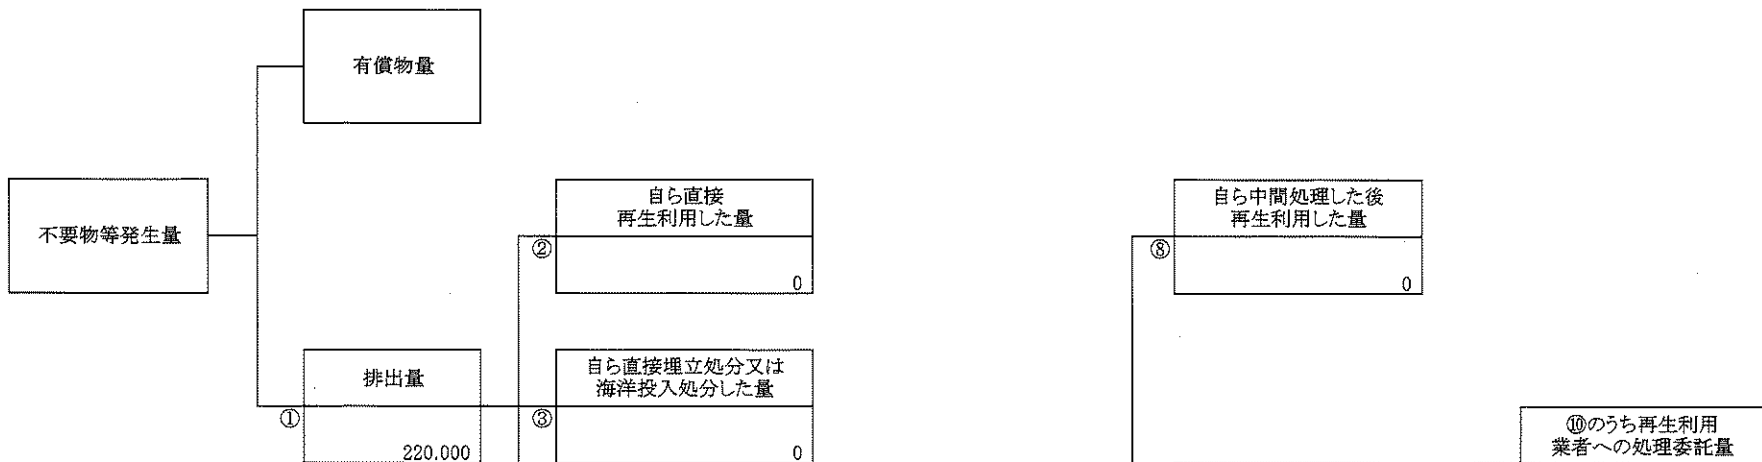 有償物量
不要物等発生量
自ら直接
再生利用した量
②
0
自ら中間処理した後
再生利用した量
⑧
0
排出量
①
220,000
自ら直接埋立処分又は
海洋投入処分した量
③
0
⑩のうち再生利用
業者への処理委託量